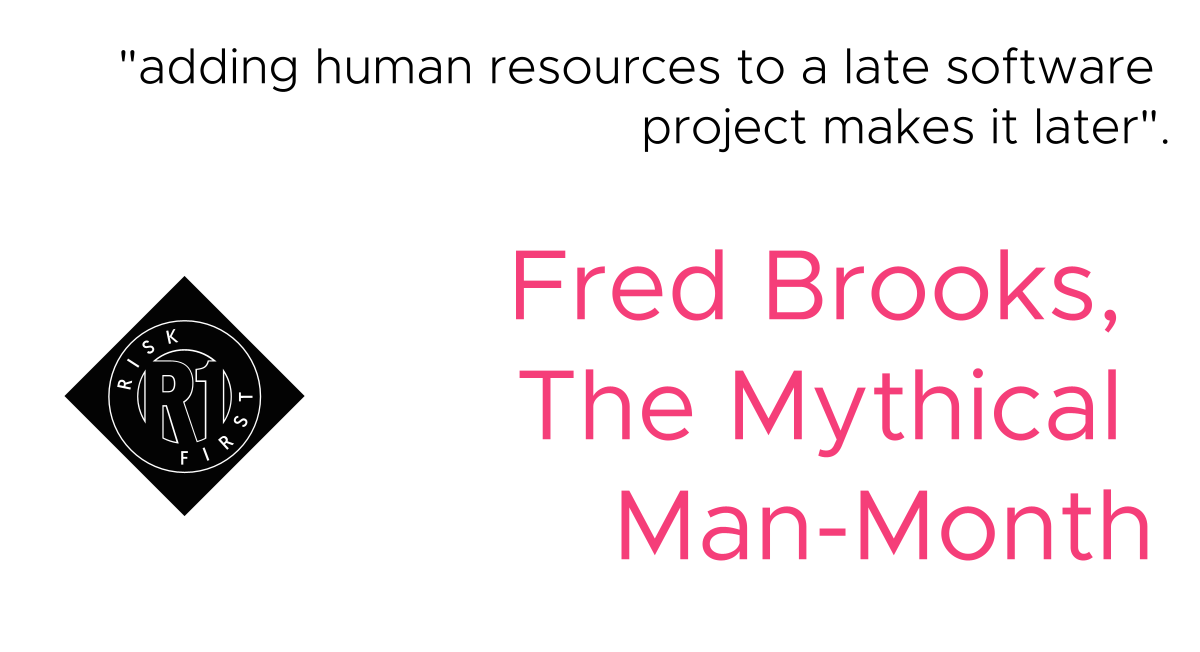 "adding human resources to a late software
project makes it later".
Fred Brooks,
The Mythical
Man-Month
RISK
R1
FIRST